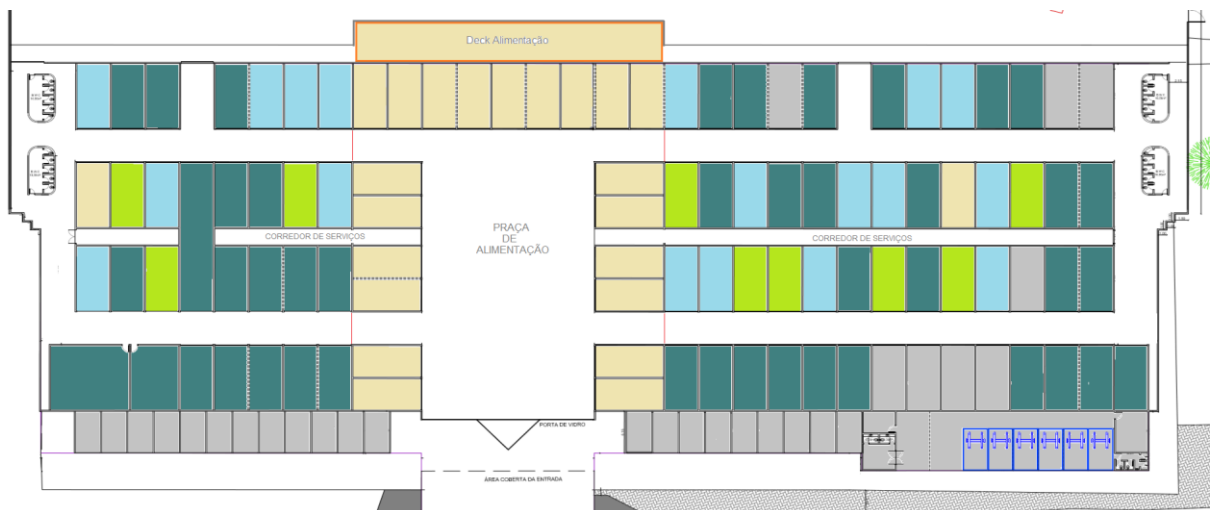 Deck Alimentação
PRAÇA
DE
ALIMENTAÇÃO
CORREDOR DE SERVIÇOS
CORREDOR DE SERVIÇOS
PORTA DE VIDRO
ÁREA COBERTA DA ENTRADA